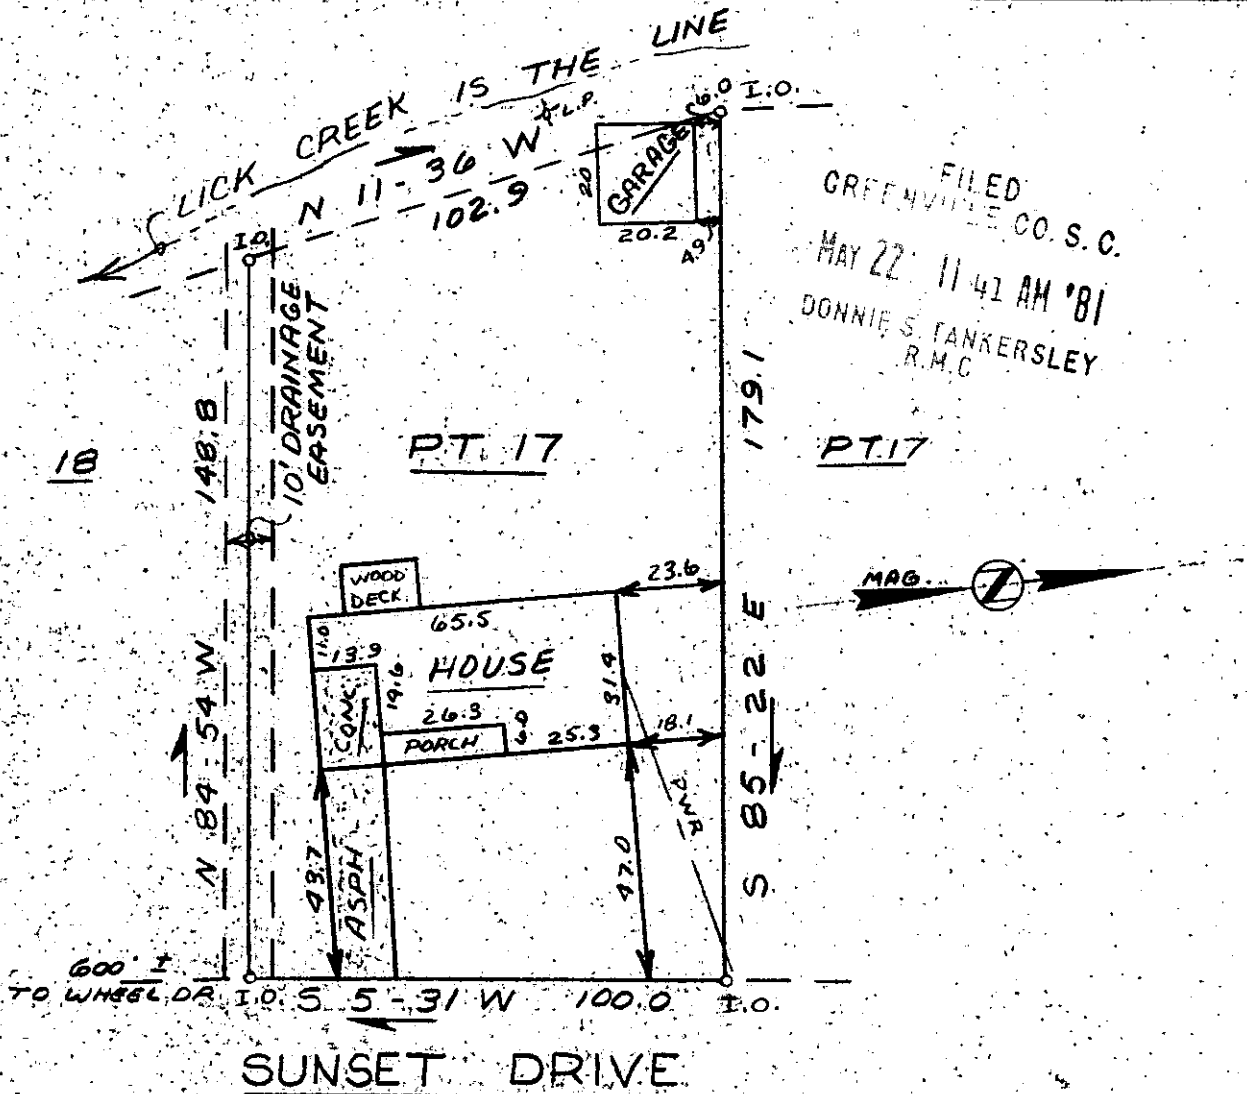 LICK CREEK IS THE LINE
N 11-36 W
102.9
L.P.
6.0
I.O.
I.O.
GARAGE
20
20.2
4.9
FILED
GREENVILLE CO. S. C.
MAY 22 11 41 AM '81
DONNIE S. TANKERSLEY
R.M.C
10' DRAINAGE
EASEMENT
148.8
179.1
18
PT. 17
PT. 17
MAG.
WOOD
DECK
23.6
65.5
11.0
13.9
HOUSE
19.6
31.4
CONC.
26.3
PORCH
25.3
18.1
N 84-54 W
S 85-22 E
PWR
43.7
ASPH
47.0
600' ±
TO WHEEL DR
I.O.
S 5-31 W 100.0
I.O.
SUNSET DRIVE